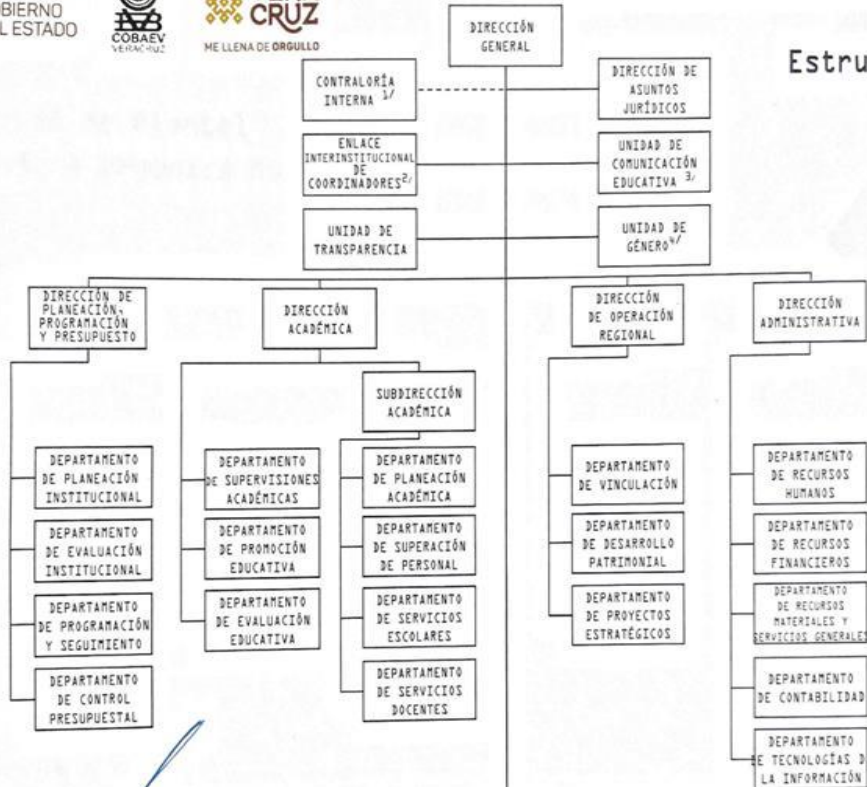 GOBIERNO
DEL ESTADO
COBAEV
VERACRUZ
CRUZ
ME LLENA DE ORGULLO
DIRECCIÓN
GENERAL
Estru
CONTRALORÍA
INTERNA 1/
DIRECCIÓN DE
ASUNTOS
JURÍDICOS
ENLACE
INTERINSTITUCIONAL
DE
COORDINADORES2/
UNIDAD DE
COMUNICACIÓN
EDUCATIVA 3/
UNIDAD DE
TRANSPARENCIA
UNIDAD DE
GÉNERO4/
DIRECCIÓN DE
PLANEACIÓN,
PROGRAMACIÓN
Y PRESUPUESTO
DIRECCIÓN
ACADÉMICA
DIRECCIÓN
DE OPERACIÓN
REGIONAL
DIRECCIÓN
ADMINISTRATIVA
SUBDIRECCIÓN
ACADÉMICA
DEPARTAMENTO
DE PLANEACIÓN
INSTITUCIONAL
DEPARTAMENTO
DE SUPERVISIONES
ACADÉMICAS
DEPARTAMENTO
DE PLANEACIÓN
ACADÉMICA
DEPARTAMENTO
DE VINCULACIÓN
DEPARTAMENTO
DE RECURSOS
HUMANOS
DEPARTAMENTO
DE EVALUACIÓN
INSTITUCIONAL
DEPARTAMENTO
DE PROMOCIÓN
EDUCATIVA
DEPARTAMENTO
DE SUPERACIÓN
DE PERSONAL
DEPARTAMENTO
DE DESARROLLO
PATRIMONIAL
DEPARTAMENTO
DE RECURSOS
FINANCIEROS
DEPARTAMENTO
DE PROGRAMACIÓN
Y SEGUIMIENTO
DEPARTAMENTO
DE EVALUACIÓN
EDUCATIVA
DEPARTAMENTO
DE SERVICIOS
ESCOLARES
DEPARTAMENTO
DE PROYECTOS
ESTRATÉGICOS
DEPARTAMENTO
DE RECURSOS
MATERIALES Y
SERVICIOS GENERALES
DEPARTAMENTO
DE CONTROL
PRESUPUESTAL
DEPARTAMENTO
DE SERVICIOS
DOCENTES
DEPARTAMENTO
DE CONTABILIDAD
DEPARTAMENTO
DE TECNOLOGÍAS D
LA INFORMACIÓN